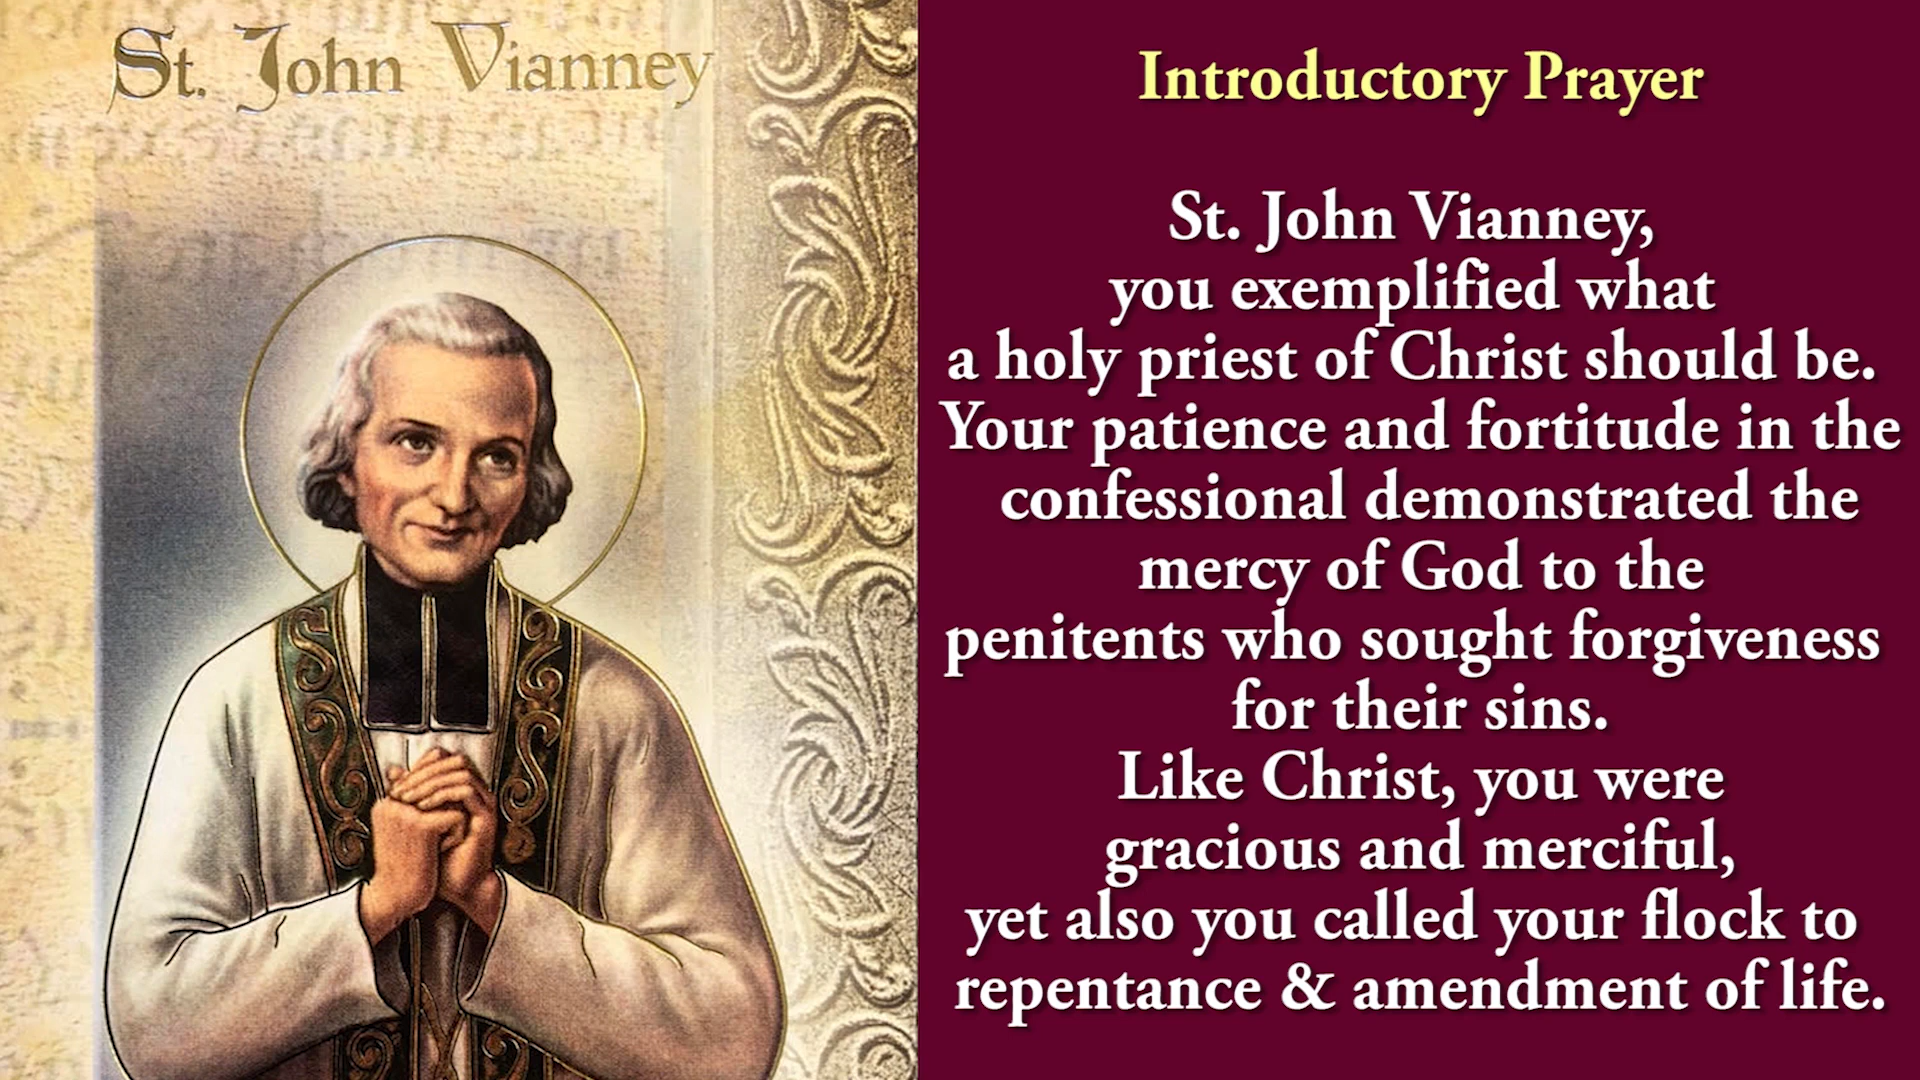 St. John Vianney
Introductory Prayer
St. John Vianney,
you exemplified what
a holy priest of Christ should be.
Your patience and fortitude in the
confessional demonstrated the
mercy of God to the
penitents who sought forgiveness
for their sins.
Like Christ, you were
gracious and merciful,
yet also you called your flock to
repentance & amendment of life.